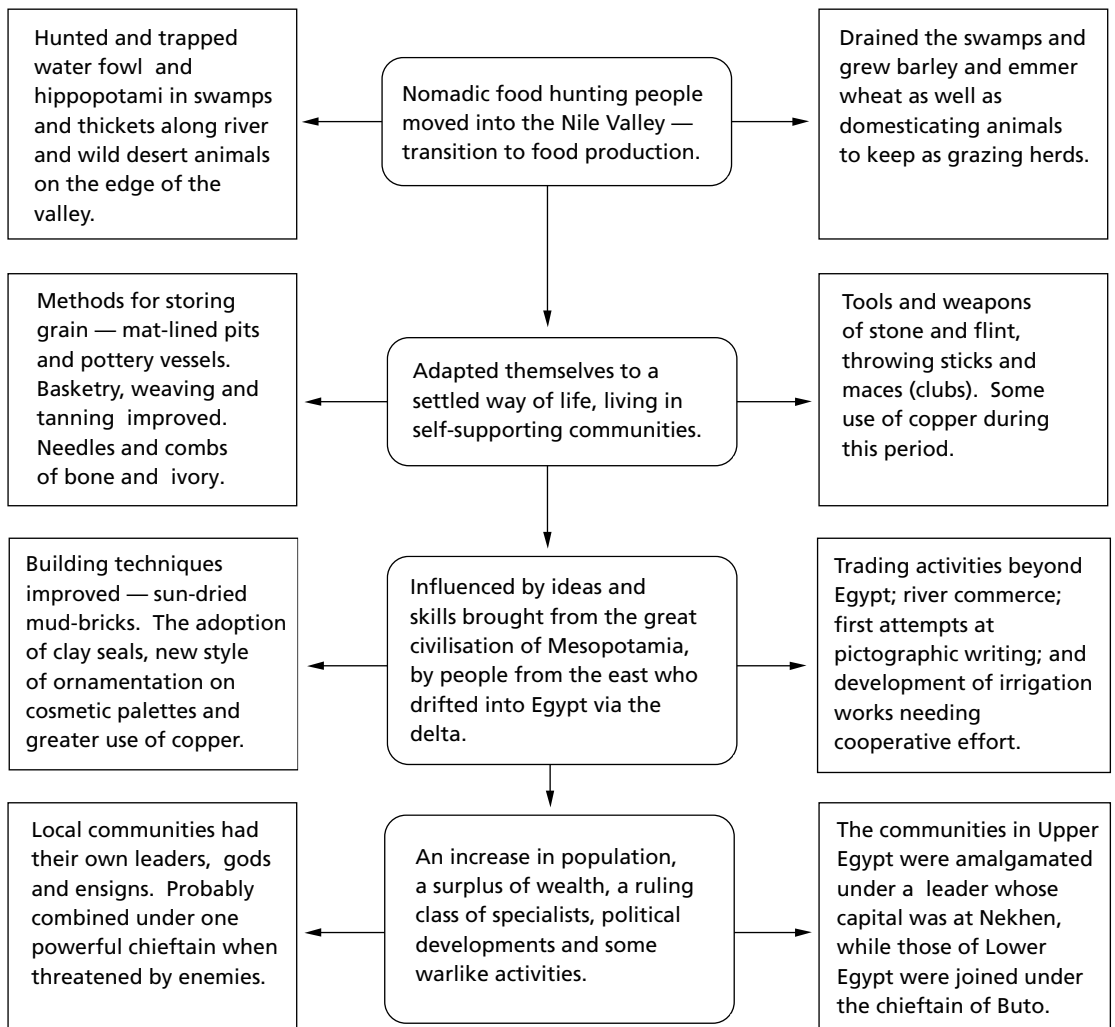 Hunted and trapped
water fowl and
hippopotami in swamps
and thickets along river
and wild desert animals
on the edge of the
valley.
Nomadic food hunting people
moved into the Nile Valley —
transition to food production.
Drained the swamps and
grew barley and emmer
wheat as well as
domesticating animals
to keep as grazing herds.
Methods for storing
grain — mat-lined pits
and pottery vessels.
Basketry, weaving and
tanning improved.
Needles and combs
of bone and ivory.
Adapted themselves to a
settled way of life, living in
self-supporting communities.
Tools and weapons
of stone and flint,
throwing sticks and
maces (clubs). Some
use of copper during
this period.
Building techniques
improved — sun-dried
mud-bricks. The adoption
of clay seals, new style
of ornamentation on
cosmetic palettes and
greater use of copper.
Influenced by ideas and
skills brought from the great
civilisation of Mesopotamia,
by people from the east who
drifted into Egypt via the
delta.
Trading activities beyond
Egypt; river commerce;
first attempts at
pictographic writing; and
development of irrigation
works needing
cooperative effort.
Local communities had
their own leaders, gods
and ensigns. Probably
combined under one
powerful chieftain when
threatened by enemies.
An increase in population,
a surplus of wealth, a ruling
class of specialists, political
developments and some
warlike activities.
The communities in Upper
Egypt were amalgamated
under a leader whose
capital was at Nekhen,
while those of Lower
Egypt were joined under
the chieftain of Buto.